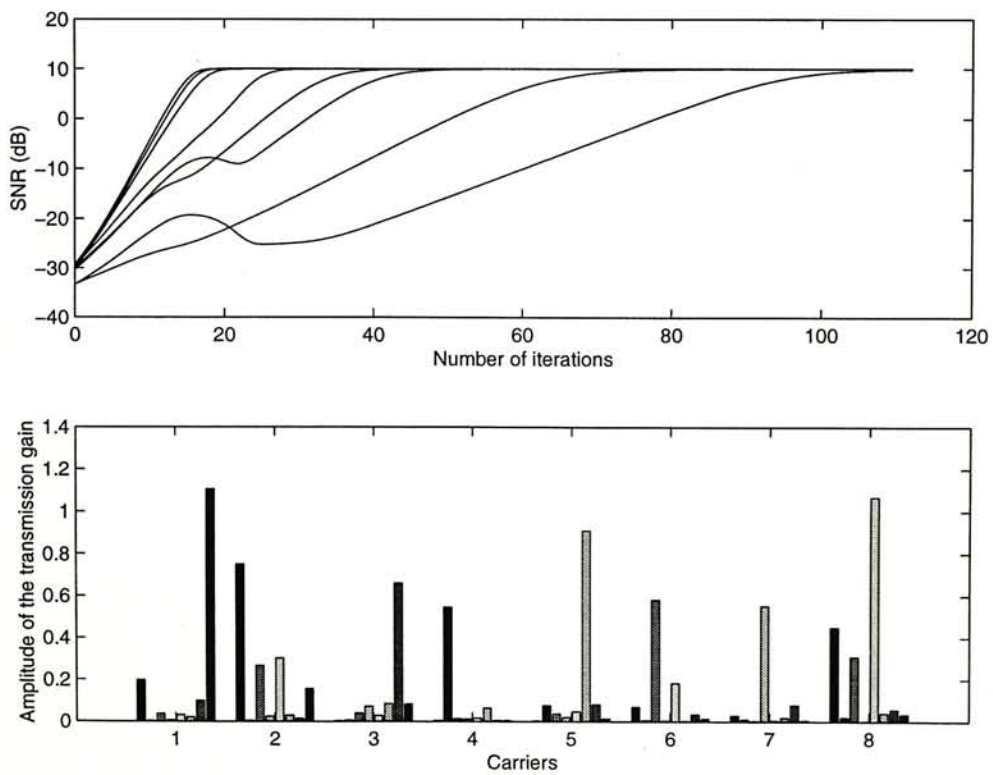 20
10
0
−10
−20
−30
−40
SNR (dB)
0 20 40 60 80 100 120
Number of iterations
1.4
1.2
1
0.8
0.6
0.4
0.2
0
Amplitude of the transmission gain
1 2 3 4 5 6 7 8
Carriers